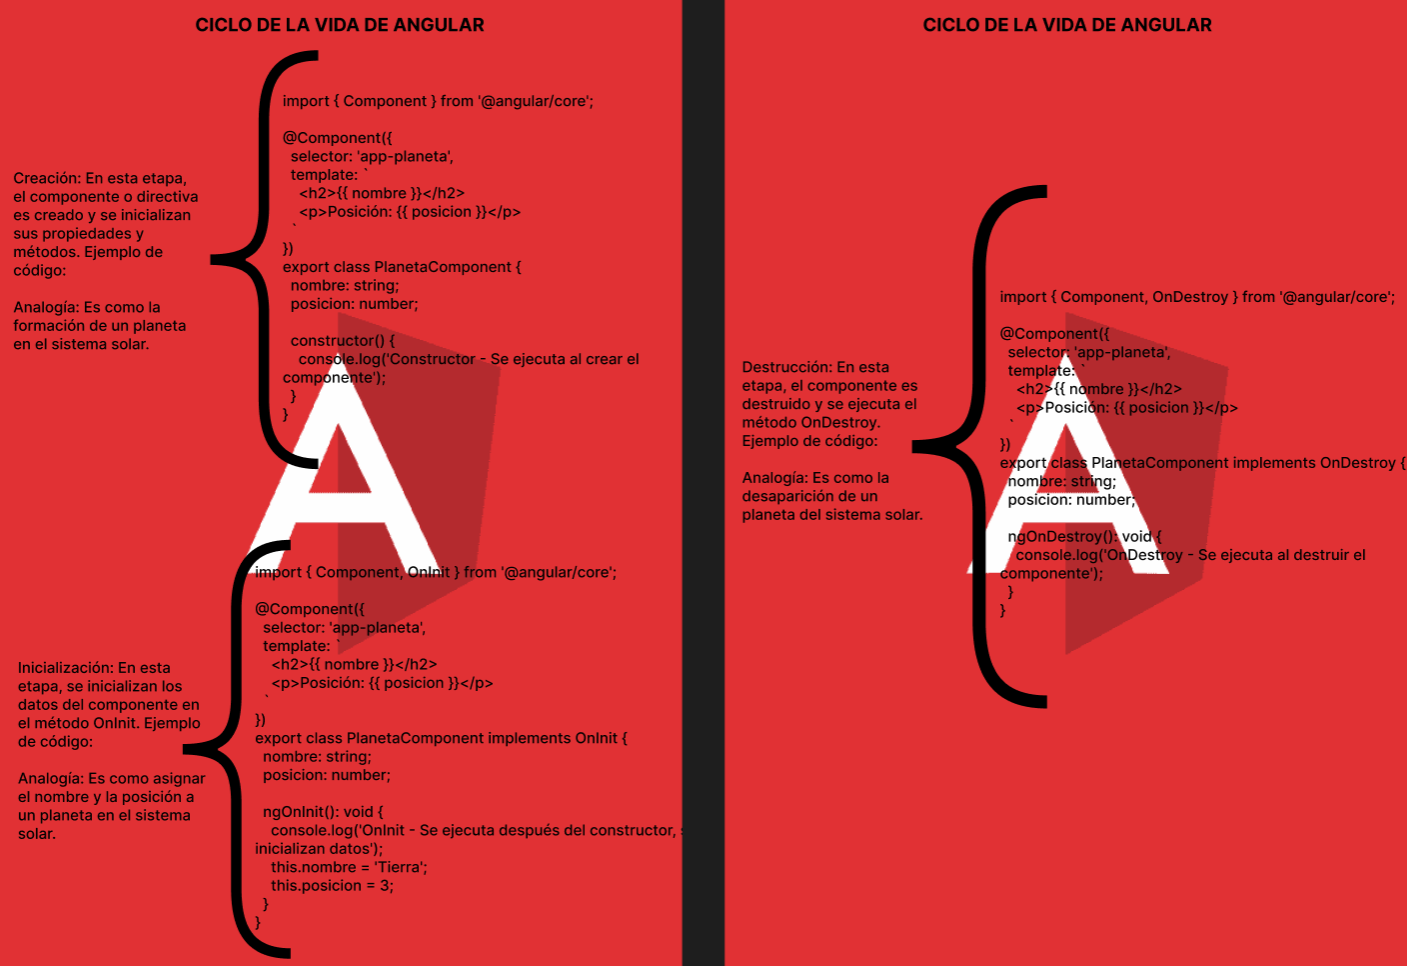 CICLO DE LA VIDA DE ANGULAR
Creación: En esta etapa,
el componente o directiva
es creado y se inicializan
sus propiedades y
métodos. Ejemplo de
código:
Analogía: Es como la
formación de un planeta
en el sistema solar.
import { Component } from '@angular/core';
@Component({
selector: 'app-planeta',
template: `
<h2>{{ nombre }}</h2>
<p>Posición: {{ posicion }}</p>
`
})
export class PlanetaComponent {
nombre: string;
posicion: number;
constructor() {
console.log('Constructor - Se ejecuta al crear el
componente');
}
}
Inicialización: En esta
etapa, se inicializan los
datos del componente en
el método OnInit. Ejemplo
de código:
Analogía: Es como asignar
el nombre y la posición a
un planeta en el sistema
solar.
import { Component, OnInit } from '@angular/core';
@Component({
selector: 'app-planeta',
template: `
<h2>{{ nombre }}</h2>
<p>Posición: {{ posicion }}</p>
`
})
export class PlanetaComponent implements OnInit {
nombre: string;
posicion: number;
ngOnInit(): void {
console.log('OnInit - Se ejecuta después del constructor,
inicializan datos');
this.nombre = 'Tierra';
this.posicion = 3;
}
}
CICLO DE LA VIDA DE ANGULAR
Destrucción: En esta
etapa, el componente es
destruido y se ejecuta el
método OnDestroy.
Ejemplo de código:
Analogía: Es como la
desaparición de un
planeta del sistema solar.
import { Component, OnDestroy } from '@angular/core';
@Component({
selector: 'app-planeta',
template: `
<h2>{{ nombre }}</h2>
<p>Posición: {{ posicion }}</p>
`
})
export class PlanetaComponent implements OnDestroy {
nombre: string;
posicion: number;
ngOnDestroy(): void {
console.log('OnDestroy - Se ejecuta al destruir el
componente');
}
}